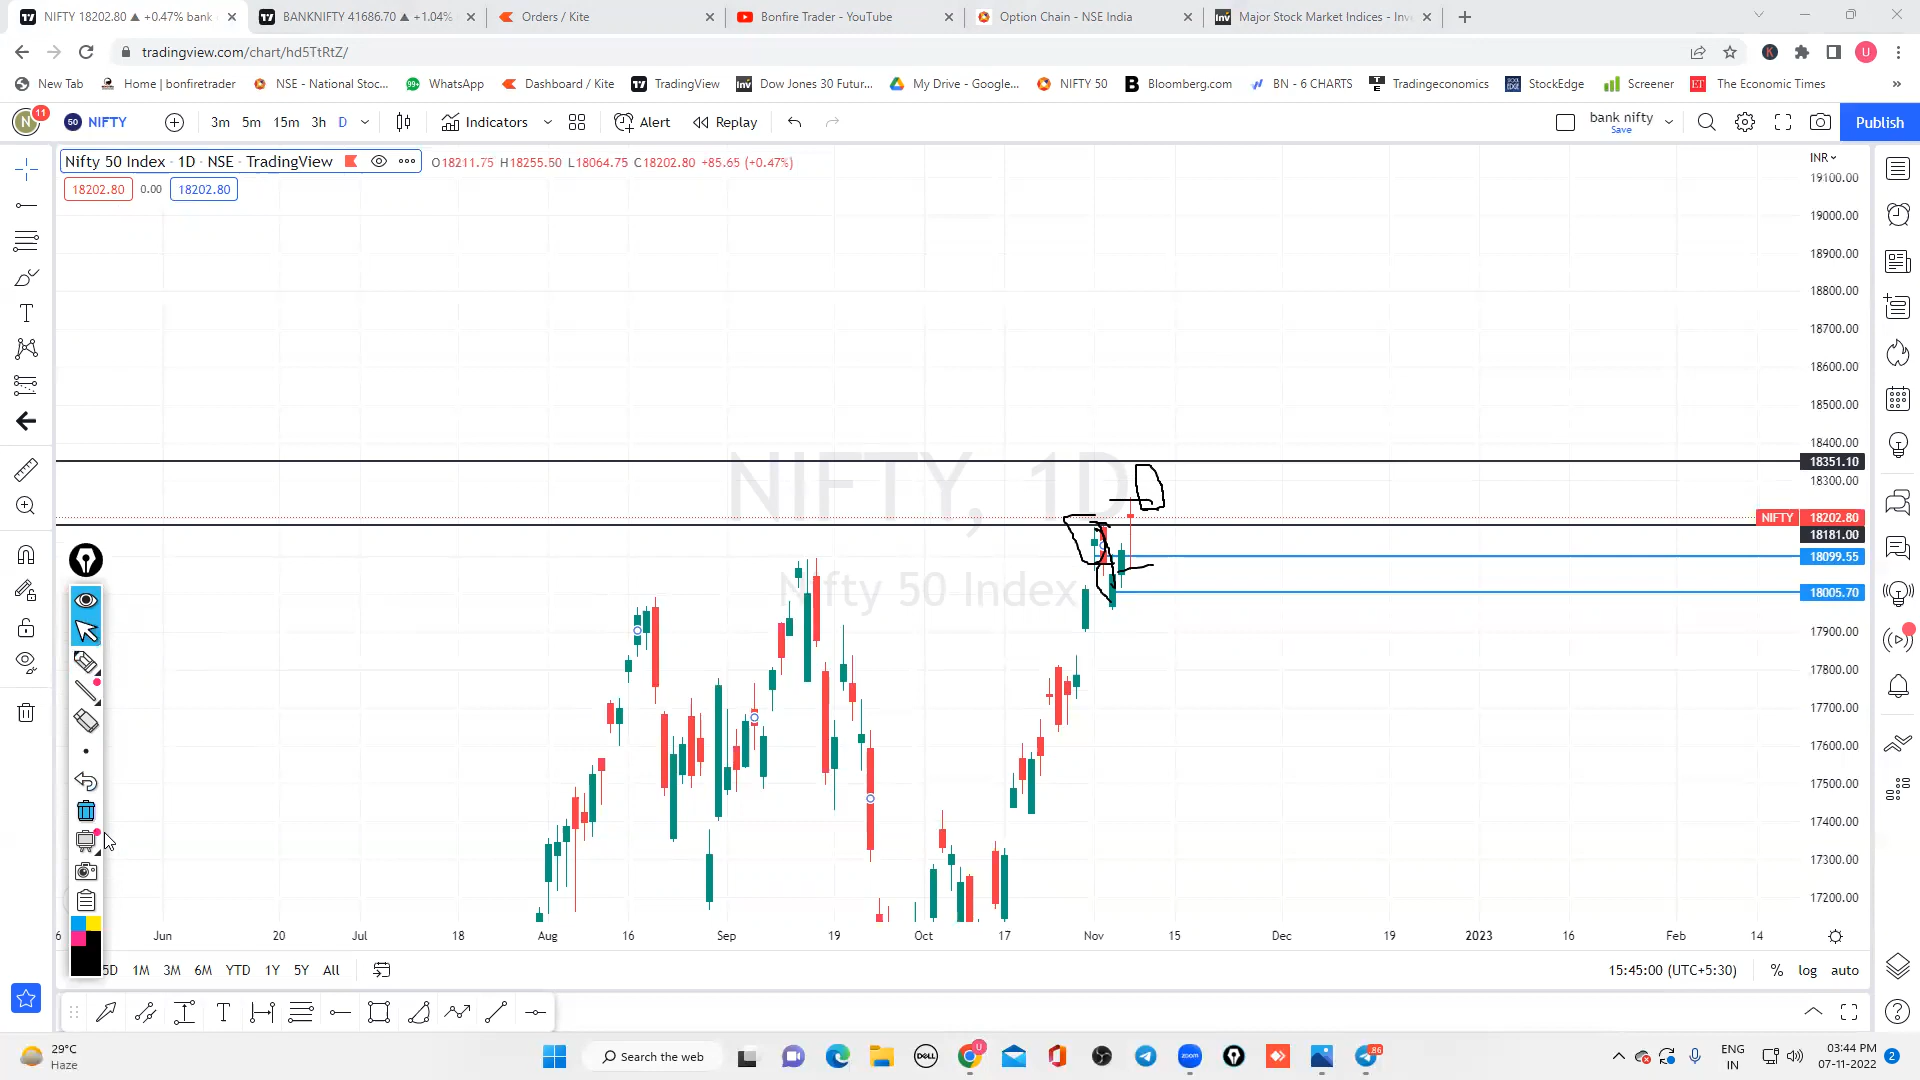 NIFTY 18202.80 ▲ +0.47% bank
BANKNIFTY 41686.70 ▲ +1.04%
Orders / Kite
Bonfire Trader - YouTube
Option Chain - NSE India
Major Stock Market Indices - Inv
tradingview.com/chart/hd5TtRtZ/
U
New Tab
Home | bonfiretrader
NSE - National Stoc...
WhatsApp
Dashboard / Kite
TradingView
Dow Jones 30 Futur...
My Drive - Google...
NIFTY 50
Bloomberg.com
BN - 6 CHARTS
Tradingeconomics
StockEdge
Screener
The Economic Times
N
11
50
NIFTY
3m
5m
15m
3h
D
Indicators
Alert
Replay
bank nifty
Save
Publish
Nifty 50 Index · 1D · NSE · TradingView
O18211.75 H18255.50 L18064.75 C18202.80 +85.65 (+0.47%)
18202.80
0.00
18202.80
INR
19100.00
19000.00
18900.00
18800.00
18700.00
18600.00
18500.00
18400.00
18351.10
18300.00
NIFTY 18202.80
18181.00
18099.55
18005.70
17900.00
17800.00
17700.00
17600.00
17500.00
17400.00
17300.00
17200.00
NIFTY, 1D
Nifty 50 Index
6
Jun
20
Jul
18
Aug
16
Sep
19
Oct
17
Nov
15
Dec
19
2023
16
Feb
14
5D
1M
3M
6M
YTD
1Y
5Y
All
15:45:00 (UTC+5:30)
%
log
auto
29°C
Haze
Search the web
DELL
zoom
U
86
ENG
IN
03:44 PM
07-11-2022
2